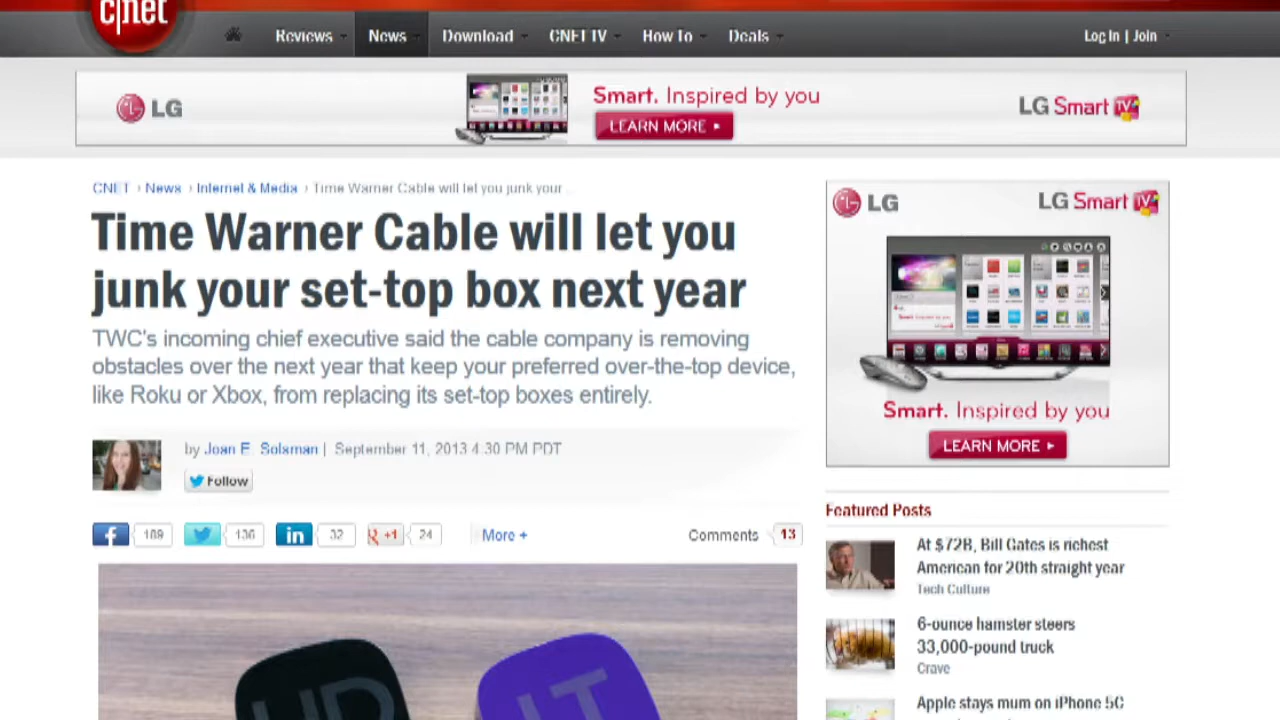 c|net
Reviews
News
Download
CNET TV
How To
Deals
Log In | Join
LG
Smart. Inspired by you
LEARN MORE
LG Smart TV
CNET › News › Internet & Media › Time Warner Cable will let you junk your
Time Warner Cable will let you
junk your set-top box next year
TWC's incoming chief executive said the cable company is removing
obstacles over the next year that keep your preferred over-the-top device,
like Roku or Xbox, from replacing its set-top boxes entirely.
by Joan E. Solsman | September 11, 2013 4:30 PM PDT
Follow
189
136
in
32
+1
24
More +
Comments
13
HD
LT
LG
LG Smart TV
Smart. Inspired by you
LEARN MORE
Featured Posts
At $72B, Bill Gates is richest
American for 20th straight year
Tech Culture
6-ounce hamster steers
33,000-pound truck
Crave
Apple stays mum on iPhone 5C